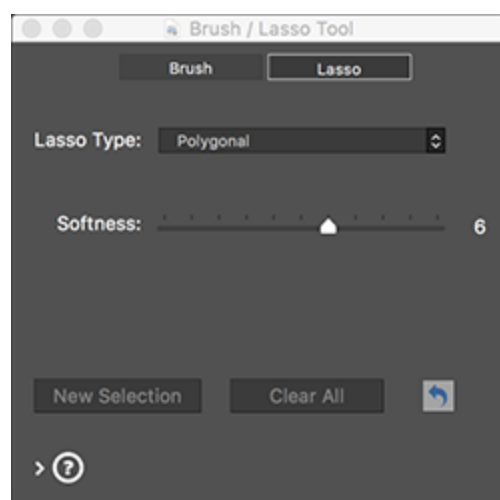 Brush / Lasso Tool
Brush Lasso
Lasso Type: Polygonal
Softness: 6
New Selection Clear All
> ?